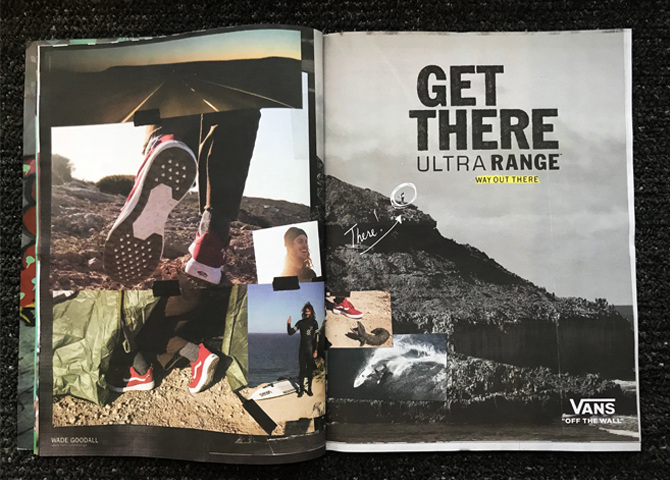 GET
THERE
ULTRA RANGE
WAY OUT THERE
There!
WADE GOODALL
VANS
"OFF THE WALL"